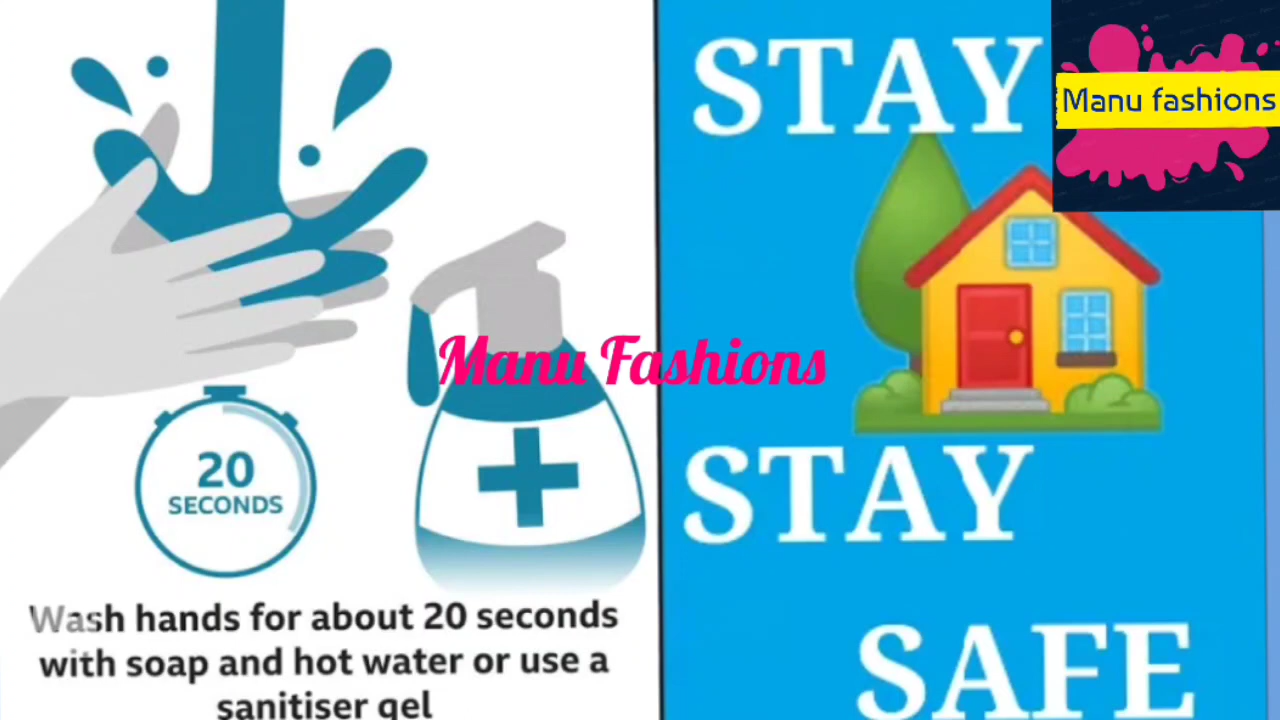 20
SECONDS
Wash hands for about 20 seconds
with soap and hot water or use a
sanitiser gel
Manu Fashions
STAY
Manu fashions
STAY
SAFE